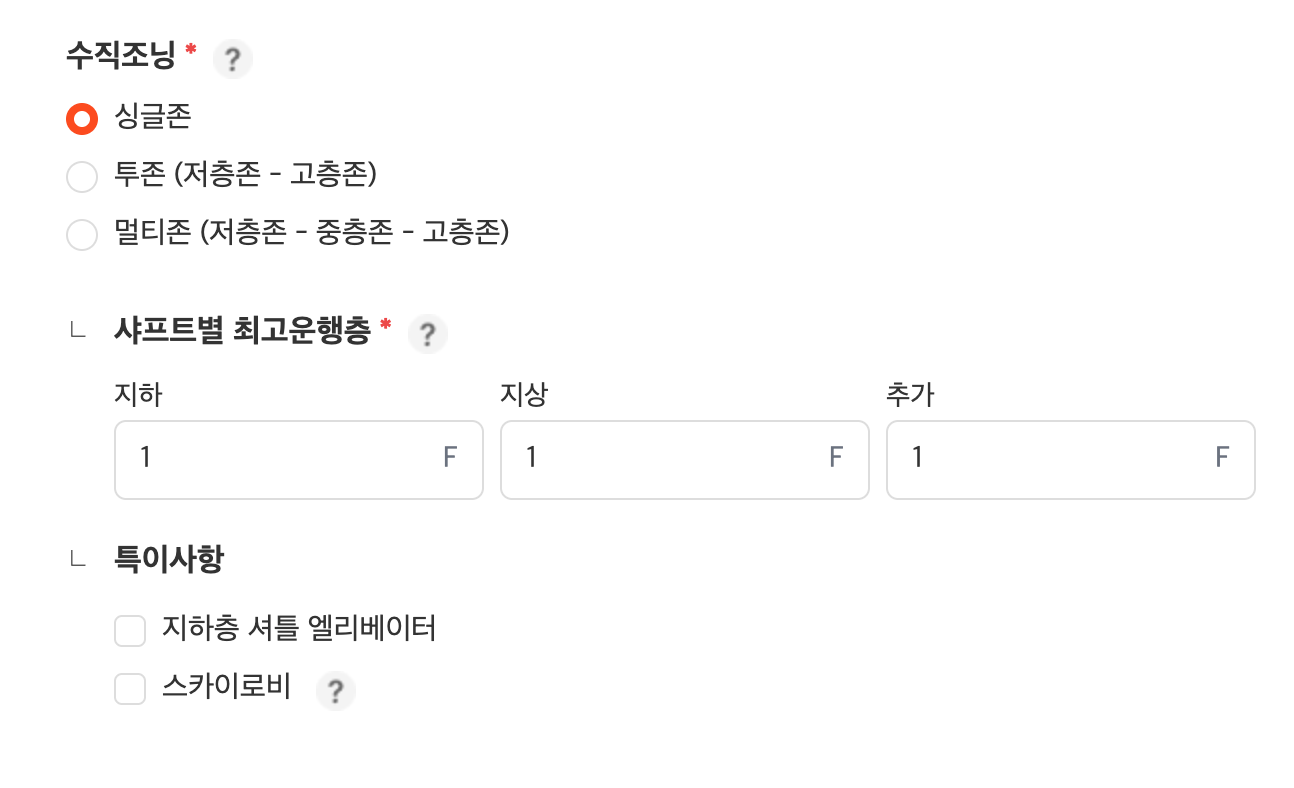 수직조닝 * ?
싱글존
투존 (저층존 - 고층존)
멀티존 (저층존 - 중층존 - 고층존)
ㄴ 샤프트별 최고운행층 * ?
지하 지상 추가
1 F 1 F 1 F
ㄴ 특이사항
지하층 셔틀 엘리베이터
스카이로비 ?